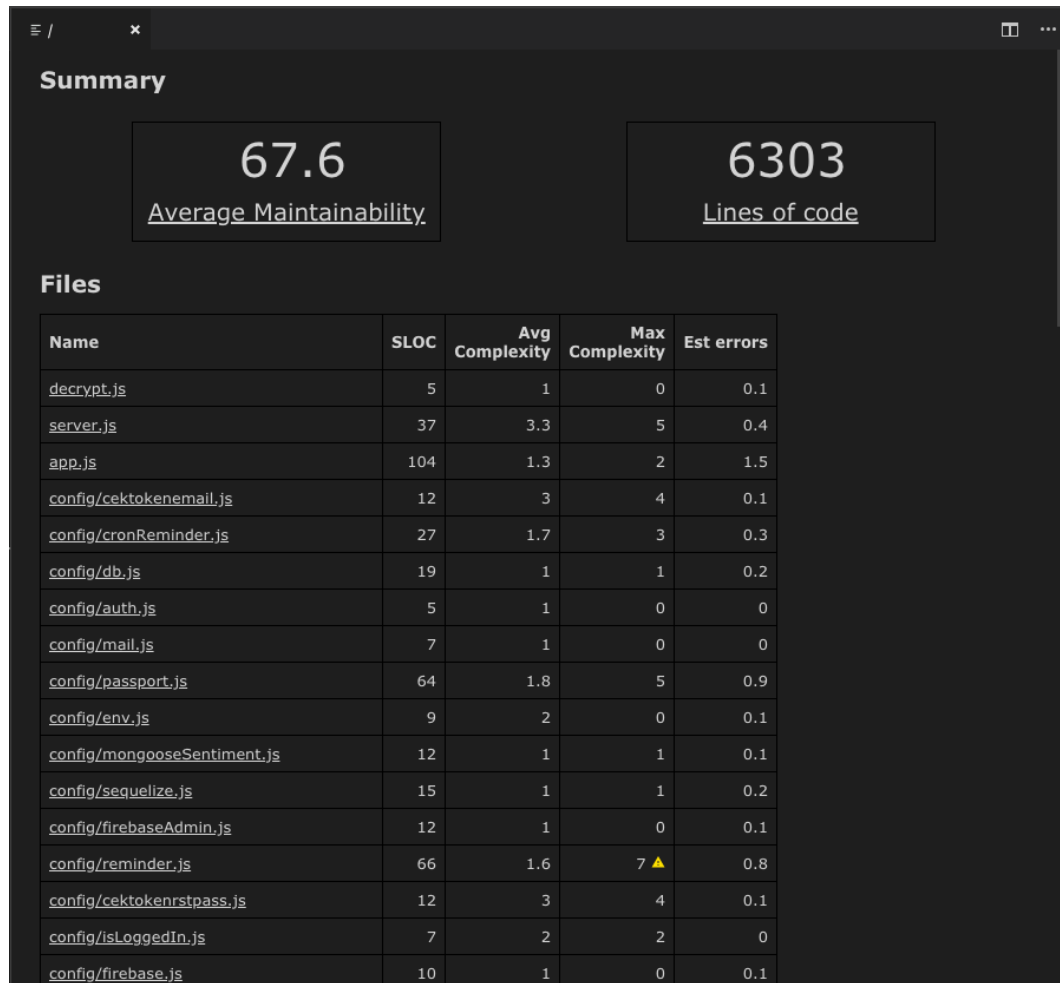 /
Summary
67.6
Average Maintainability
6303
Lines of code
Files
Name SLOC Avg Complexity Max Complexity Est errors
decrypt.js 5 1 0 0.1
server.js 37 3.3 5 0.4
app.js 104 1.3 2 1.5
config/cektokenemail.js 12 3 4 0.1
config/cronReminder.js 27 1.7 3 0.3
config/db.js 19 1 1 0.2
config/auth.js 5 1 0 0
config/mail.js 7 1 0 0
config/passport.js 64 1.8 5 0.9
config/env.js 9 2 0 0.1
config/mongooseSentiment.js 12 1 1 0.1
config/sequelize.js 15 1 1 0.2
config/firebaseAdmin.js 12 1 0 0.1
config/reminder.js 66 1.6 7 0.8
config/cektokenrstpass.js 12 3 4 0.1
config/isLoggedIn.js 7 2 2 0
config/firebase.js 10 1 0 0.1